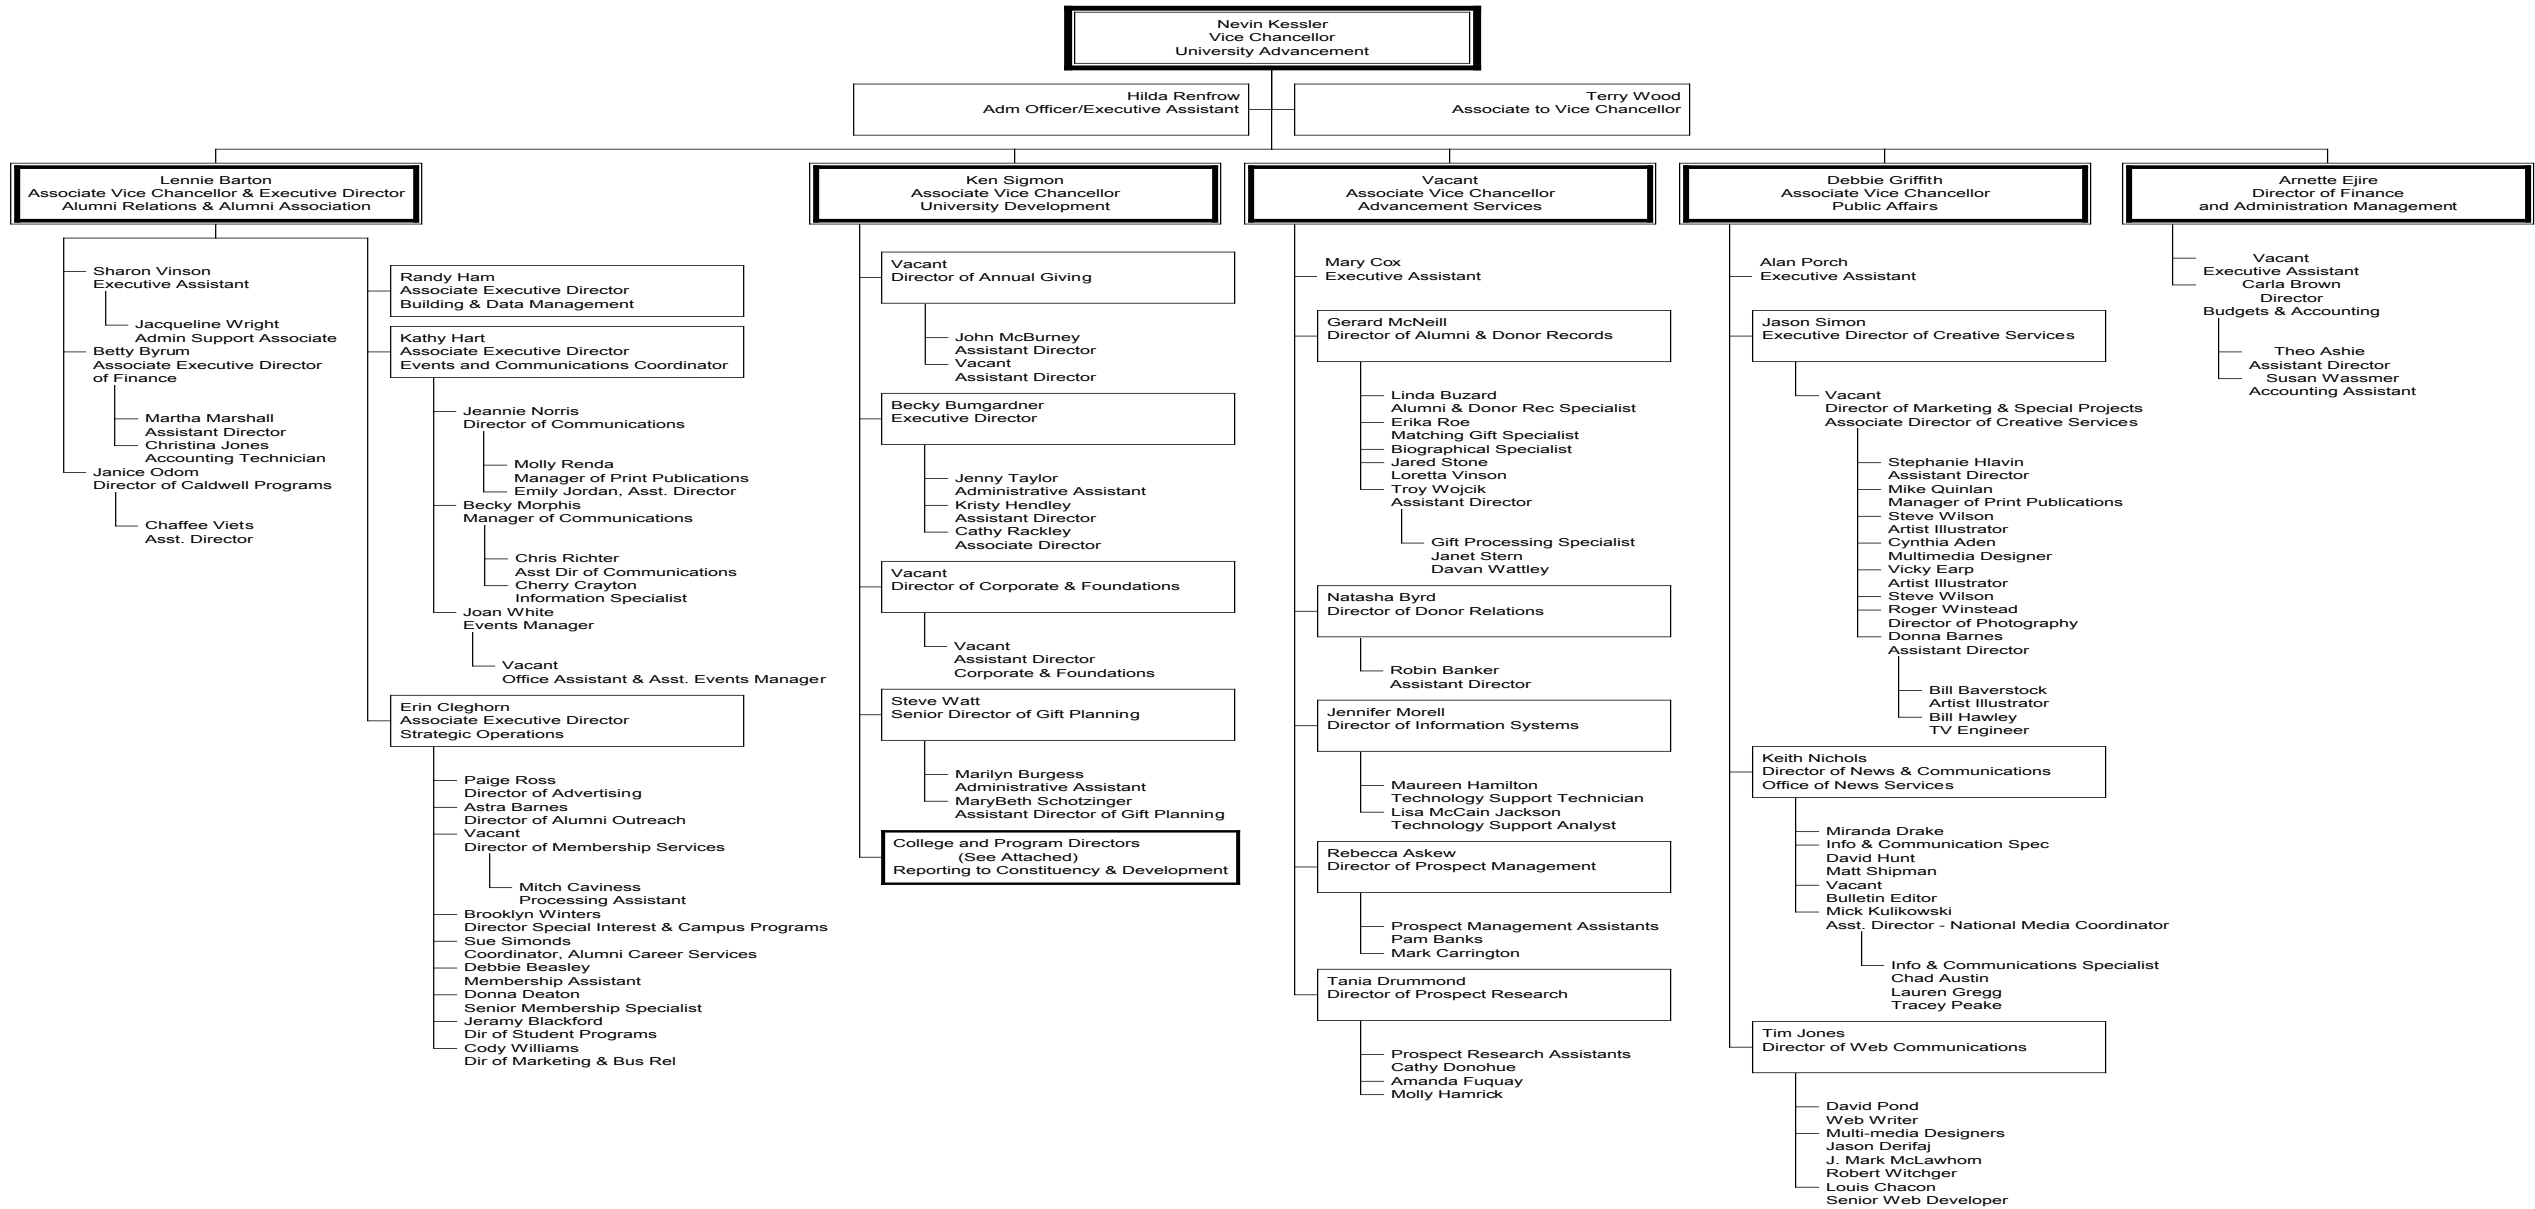 Nevin Kessler
Vice Chancellor
University Advancement
Hilda Renfrow
Adm Officer/Executive Assistant
Terry Wood
Associate to Vice Chancellor
Lennie Barton
Associate Vice Chancellor & Executive Director
Alumni Relations & Alumni Association
Sharon Vinson
Executive Assistant
Jacqueline Wright
Admin Support Associate
Betty Byrum
Associate Executive Director
of Finance
Martha Marshall
Assistant Director
Christina Jones
Accounting Technician
Janice Odom
Director of Caldwell Programs
Chaffee Viets
Asst. Director
Randy Ham
Associate Executive Director
Building & Data Management
Kathy Hart
Associate Executive Director
Events and Communications Coordinator
Jeannie Norris
Director of Communications
Molly Renda
Manager of Print Publications
Emily Jordan, Asst. Director
Becky Morphis
Manager of Communications
Chris Richter
Asst Dir of Communications
Cherry Crayton
Information Specialist
Joan White
Events Manager
Vacant
Office Assistant & Asst. Events Manager
Erin Cleghorn
Associate Executive Director
Strategic Operations
Paige Ross
Director of Advertising
Astra Barnes
Director of Alumni Outreach
Vacant
Director of Membership Services
Mitch Caviness
Processing Assistant
Brooklyn Winters
Director Special Interest & Campus Programs
Sue Simonds
Coordinator, Alumni Career Services
Debbie Beasley
Membership Assistant
Donna Deaton
Senior Membership Specialist
Jeramy Blackford
Dir of Student Programs
Cody Williams
Dir of Marketing & Bus Rel
Ken Sigmon
Associate Vice Chancellor
University Development
Vacant
Director of Annual Giving
John McBurney
Assistant Director
Vacant
Assistant Director
Becky Bumgardner
Executive Director
Jenny Taylor
Administrative Assistant
Kristy Hendley
Assistant Director
Cathy Rackley
Associate Director
Vacant
Director of Corporate & Foundations
Vacant
Assistant Director
Corporate & Foundations
Steve Watt
Senior Director of Gift Planning
Marilyn Burgess
Administrative Assistant
MaryBeth Schotzinger
Assistant Director of Gift Planning
College and Program Directors
(See Attached)
Reporting to Constituency & Development
Vacant
Associate Vice Chancellor
Advancement Services
Mary Cox
Executive Assistant
Gerard McNeill
Director of Alumni & Donor Records
Linda Buzard
Alumni & Donor Rec Specialist
Erika Roe
Matching Gift Specialist
Biographical Specialist
Jared Stone
Loretta Vinson
Troy Wojcik
Assistant Director
Gift Processing Specialist
Janet Stern
Davan Wattley
Natasha Byrd
Director of Donor Relations
Robin Banker
Assistant Director
Jennifer Morell
Director of Information Systems
Maureen Hamilton
Technology Support Technician
Lisa McCain Jackson
Technology Support Analyst
Rebecca Askew
Director of Prospect Management
Prospect Management Assistants
Pam Banks
Mark Carrington
Tania Drummond
Director of Prospect Research
Prospect Research Assistants
Cathy Donohue
Amanda Fuquay
Molly Hamrick
Debbie Griffith
Associate Vice Chancellor
Public Affairs
Alan Porch
Executive Assistant
Jason Simon
Executive Director of Creative Services
Vacant
Director of Marketing & Special Projects
Associate Director of Creative Services
Stephanie Hlavin
Assistant Director
Mike Quinlan
Manager of Print Publications
Steve Wilson
Artist Illustrator
Cynthia Aden
Multimedia Designer
Vicky Earp
Artist Illustrator
Steve Wilson
Roger Winstead
Director of Photography
Donna Barnes
Assistant Director
Bill Baverstock
Artist Illustrator
Bill Hawley
TV Engineer
Keith Nichols
Director of News & Communications
Office of News Services
Miranda Drake
Info & Communication Spec
David Hunt
Matt Shipman
Vacant
Bulletin Editor
Mick Kulikowski
Asst. Director - National Media Coordinator
Info & Communications Specialist
Chad Austin
Lauren Gregg
Tracey Peake
Tim Jones
Director of Web Communications
David Pond
Web Writer
Multi-media Designers
Jason Derifaj
J. Mark McLawhorn
Robert Witchger
Louis Chacon
Senior Web Developer
Arnette Ejire
Director of Finance
and Administration Management
Vacant
Executive Assistant
Carla Brown
Director
Budgets & Accounting
Theo Ashie
Assistant Director
Susan Wassmer
Accounting Assistant